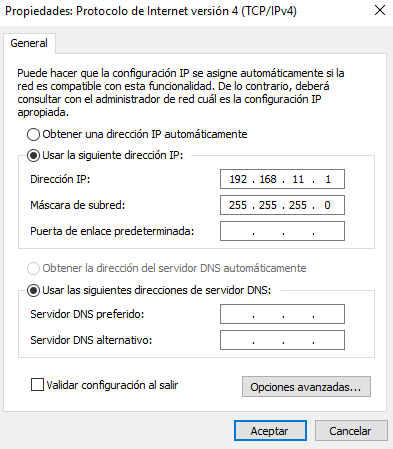 Propiedades: Protocolo de Internet versión 4 (TCP/IPv4)
General
Puede hacer que la configuración IP se asigne automáticamente si la
red es compatible con esta funcionalidad. De lo contrario, deberá
consultar con el administrador de red cuál es la configuración IP
apropiada.
Obtener una dirección IP automáticamente
Usar la siguiente dirección IP:
Dirección IP: 192 . 168 . 11 . 1
Máscara de subred: 255 . 255 . 255 . 0
Puerta de enlace predeterminada: . . .
Obtener la dirección del servidor DNS automáticamente
Usar las siguientes direcciones de servidor DNS:
Servidor DNS preferido: . . .
Servidor DNS alternativo: . . .
Validar configuración al salir
Opciones avanzadas...
Aceptar Cancelar